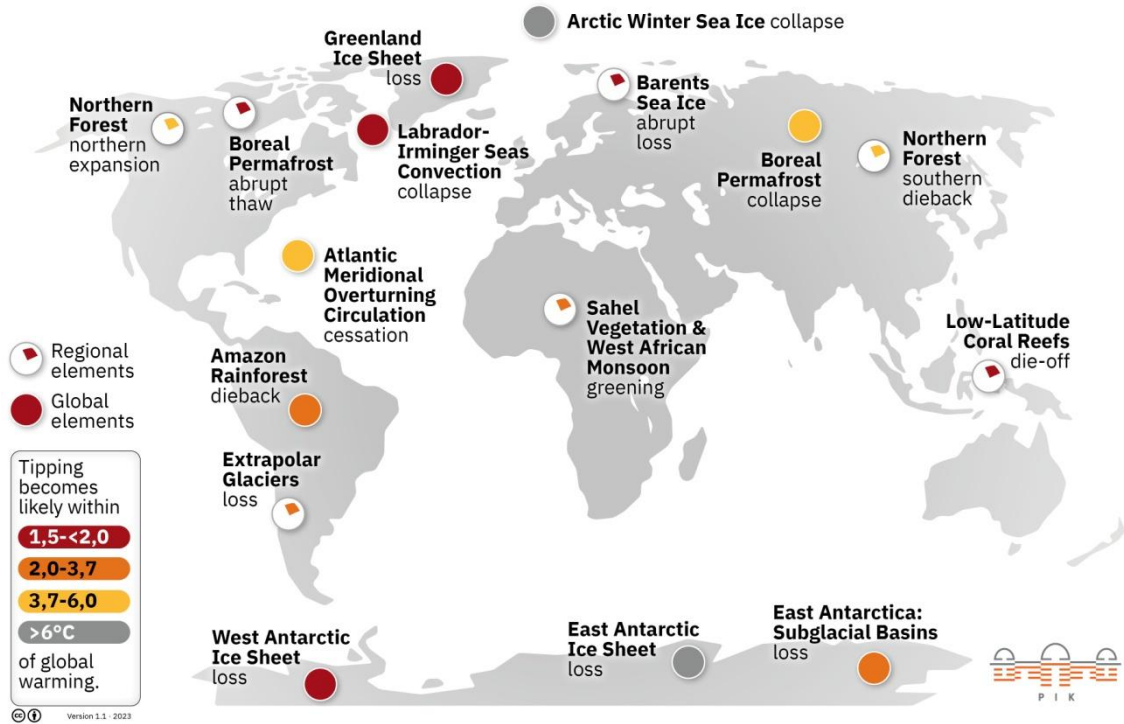 Arctic Winter Sea Ice collapse
Greenland
Ice Sheet
loss
Northern
Forest
northern
expansion
Boreal
Permafrost
abrupt
thaw
Labrador-
Irminger Seas
Convection
collapse
Barents
Sea Ice
abrupt
loss
Boreal
Permafrost
collapse
Northern
Forest
southern
dieback
Atlantic
Meridional
Overturning
Circulation
cessation
Sahel
Vegetation &
West African
Monsoon
greening
Low-Latitude
Coral Reefs
die-off
Regional
elements
Global
elements
Amazon
Rainforest
dieback
Extrapolar
Glaciers
loss
Tipping
becomes
likely within
1,5-<2,0
2,0-3,7
3,7-6,0
>6°C
of global
warming.
West Antarctic
Ice Sheet
loss
East Antarctic
Ice Sheet
loss
East Antarctica:
Subglacial Basins
loss
P I K
cc Version 1.1 · 2023